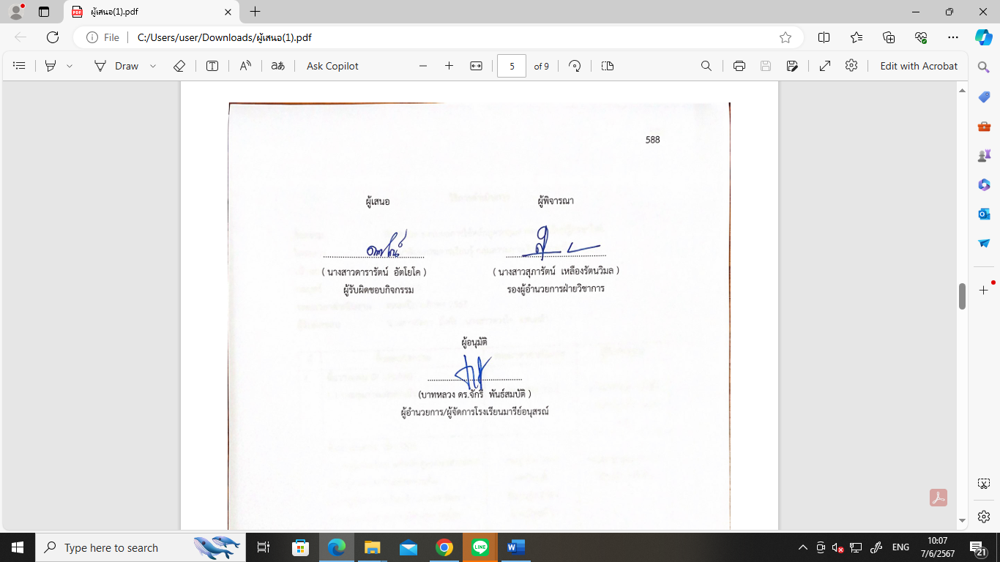 ผู้เสนอ(1).pdf
File C:/Users/user/Downloads/ผู้เสนอ(1).pdf
Draw Ask Copilot 5 of 9 Edit with Acrobat
588
ผู้เสนอ ผู้พิจารณา
( นางสาวดารารัตน์ อัตโยโค ) ( นางสาวสุภารัตน์ เหลืองรัตนวิมล )
ผู้รับผิดชอบกิจกรรม รองผู้อำนวยการฝ่ายวิชาการ
ผู้อนุมัติ
(บาทหลวง ดร.จักรี พันธ์สมบัติ )
ผู้อำนวยการ/ผู้จัดการโรงเรียนมารีย์อนุสรณ์
Type here to search ENG 10:07
7/6/2567 21